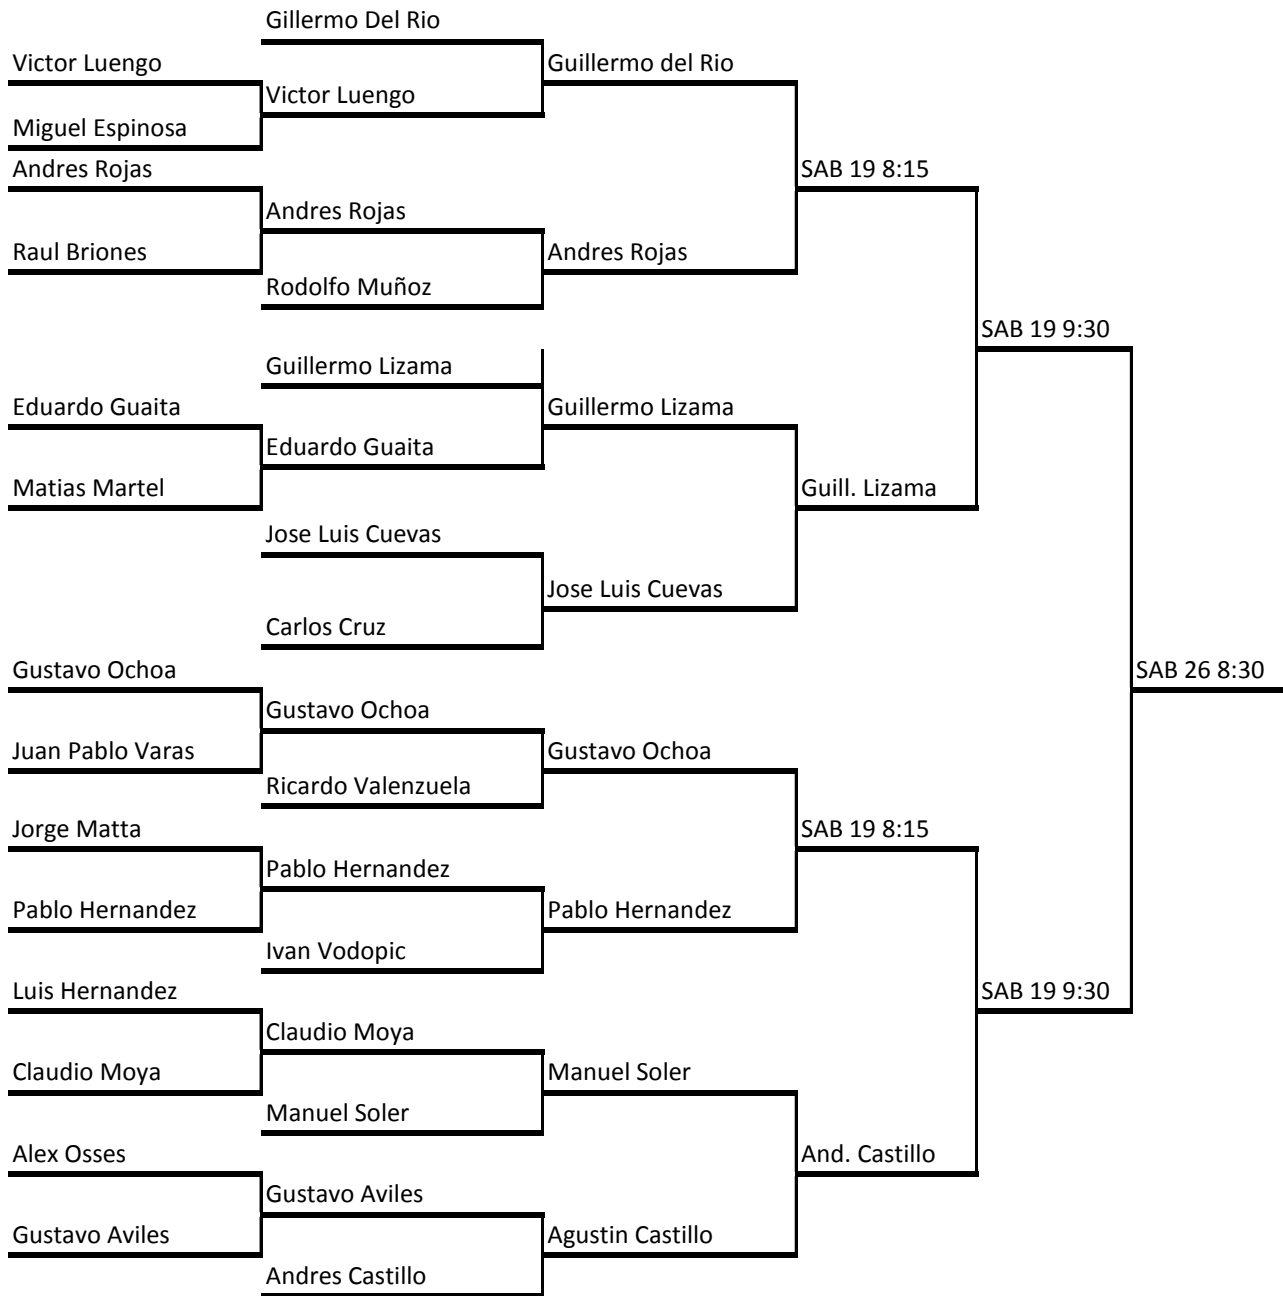 Gillermo Del Rio
Victor Luengo
Guillermo del Rio
Victor Luengo
Miguel Espinosa
Andres Rojas
SAB 19 8:15
Andres Rojas
Raul Briones
Andres Rojas
Rodolfo Muñoz
SAB 19 9:30
Guillermo Lizama
Eduardo Guaita
Guillermo Lizama
Eduardo Guaita
Matias Martel
Guill. Lizama
Jose Luis Cuevas
Jose Luis Cuevas
Carlos Cruz
Gustavo Ochoa
SAB 26 8:30
Gustavo Ochoa
Juan Pablo Varas
Gustavo Ochoa
Ricardo Valenzuela
Jorge Matta
SAB 19 8:15
Pablo Hernandez
Pablo Hernandez
Pablo Hernandez
Ivan Vodopic
Luis Hernandez
SAB 19 9:30
Claudio Moya
Claudio Moya
Manuel Soler
Manuel Soler
Alex Osses
And. Castillo
Gustavo Aviles
Gustavo Aviles
Agustin Castillo
Andres Castillo